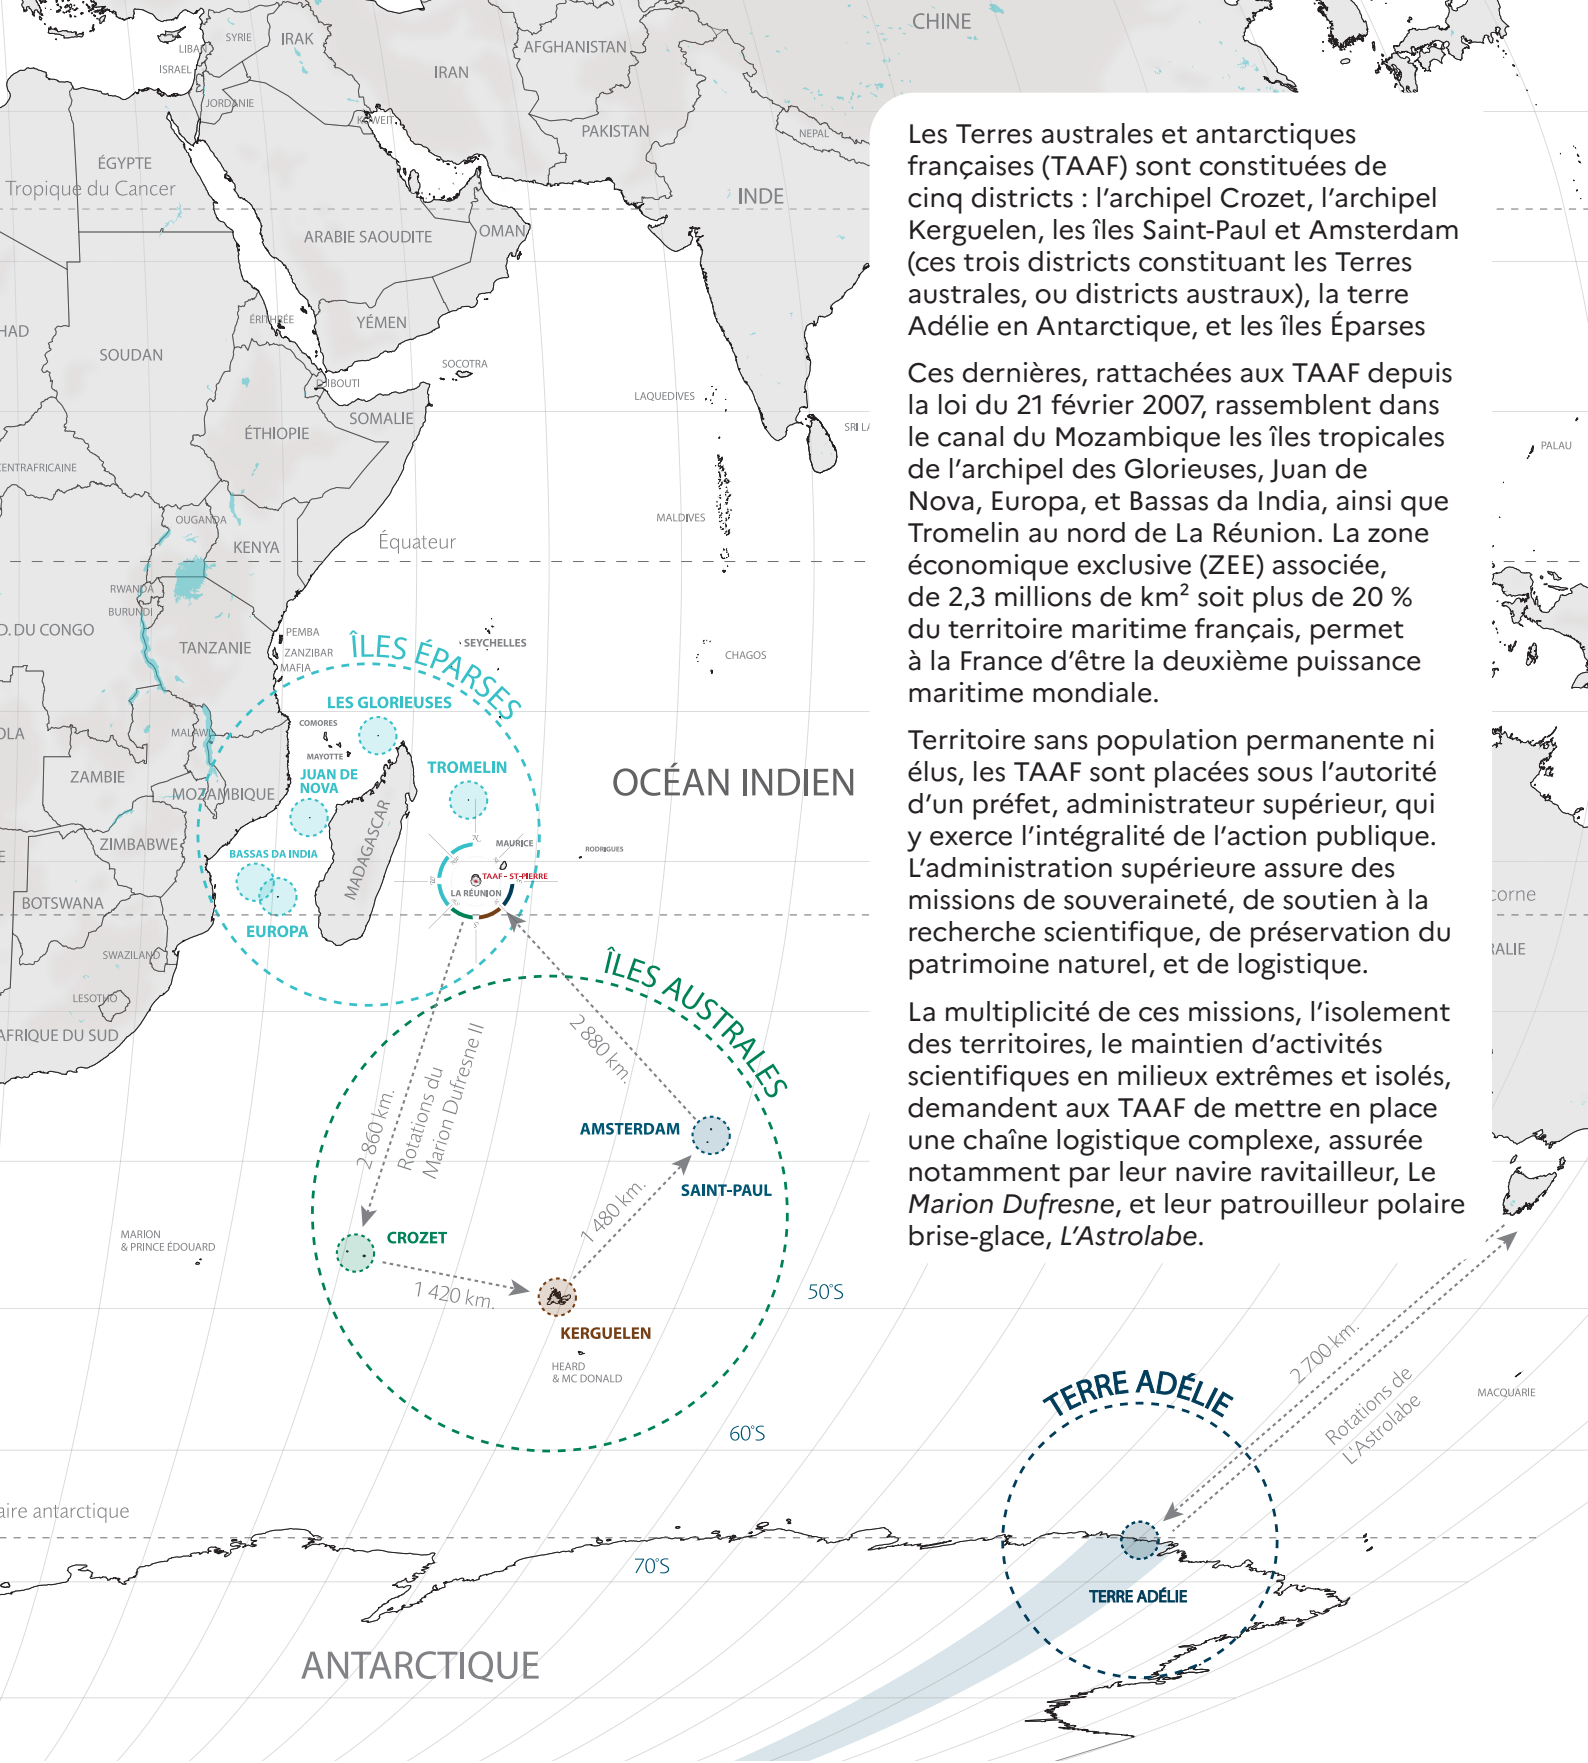 CHINE
SYRIE
IRAK
AFGHANISTAN
LIBAN
ISRAEL
IRAN
JORDANIE
KOWEIT
PAKISTAN
NEPAL
ÉGYPTE
Tropique du Cancer
INDE
ARABIE SAOUDITE
OMAN
ÉRITHRÉE
YÉMEN
HAD
SOUDAN
SOCOTRA
DJIBOUTI
LAQUEDIVES
SOMALIE
ÉTHIOPIE
SRI LA
PALAU
ENTRAFRICAINE
OUGANDA
MALDIVES
KENYA
Équateur
RWANDA
BURUNDI
D. DU CONGO
TANZANIE
PEMBA
ZANZIBAR
MAFIA
SEYCHELLES
CHAGOS
ÎLES ÉPARSES
LES GLORIEUSES
COMORES
MAYOTTE
OLA
MALAWI
ZAMBIE
JUAN DE
NOVA
TROMELIN
OCÉAN INDIEN
MOZAMBIQUE
MADAGASCAR
ZIMBABWE
BASSAS DA INDIA
MAURICE
RODRIGUES
TAAF - ST-PIERRE
LA RÉUNION
BOTSWANA
EUROPA
corne
SWAZILAND
RALIE
LESOTHO
AFRIQUE DU SUD
ÎLES AUSTRALES
2 880 km.
2 860 km.
Rotations du
Marion Dufresne II
AMSTERDAM
SAINT-PAUL
1 480 km.
MARION
& PRINCE ÉDOUARD
CROZET
1 420 km.
KERGUELEN
HEARD
& MC DONALD
50°S
60°S
70°S
2 700 km.
Rotations de
L'Astrolabe
MACQUARIE
TERRE ADÉLIE
aire antarctique
TERRE ADÉLIE
ANTARCTIQUE
Les Terres australes et antarctiques
françaises (TAAF) sont constituées de
cinq districts : l'archipel Crozet, l'archipel
Kerguelen, les îles Saint-Paul et Amsterdam
(ces trois districts constituant les Terres
australes, ou districts austraux), la terre
Adélie en Antarctique, et les îles Éparses
Ces dernières, rattachées aux TAAF depuis
la loi du 21 février 2007, rassemblent dans
le canal du Mozambique les îles tropicales
de l'archipel des Glorieuses, Juan de
Nova, Europa, et Bassas da India, ainsi que
Tromelin au nord de La Réunion. La zone
économique exclusive (ZEE) associée,
de 2,3 millions de km² soit plus de 20 %
du territoire maritime français, permet
à la France d'être la deuxième puissance
maritime mondiale.
Territoire sans population permanente ni
élus, les TAAF sont placées sous l'autorité
d'un préfet, administrateur supérieur, qui
y exerce l'intégralité de l'action publique.
L'administration supérieure assure des
missions de souveraineté, de soutien à la
recherche scientifique, de préservation du
patrimoine naturel, et de logistique.
La multiplicité de ces missions, l'isolement
des territoires, le maintien d'activités
scientifiques en milieux extrêmes et isolés,
demandent aux TAAF de mettre en place
une chaîne logistique complexe, assurée
notamment par leur navire ravitailleur, Le
Marion Dufresne, et leur patrouilleur polaire
brise-glace, L'Astrolabe.